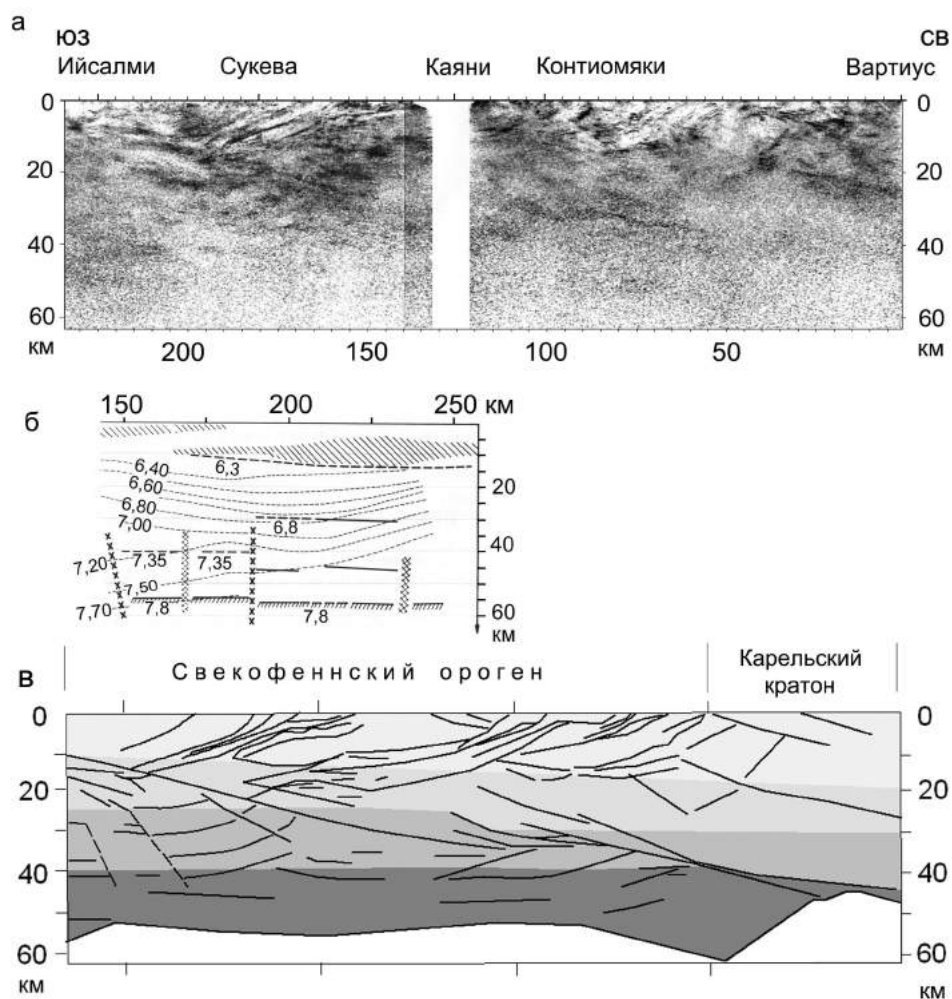 а
ЮЗ СВ
Ийсалми Сукева Каяни Контиомяки Вартиус
0 0
20 20
40 40
60 60
км км
200 150 100 50
б
150 200 250 км
6,40 6,3
6,60
20
6,80
7,00 6,8
40
7,20 7,35 7,35
7,50
7,70 7,8 7,8 60
км
в
Свекофеннский ороген Карельский
кратон
0 0
20 20
40 40
60 60
км км